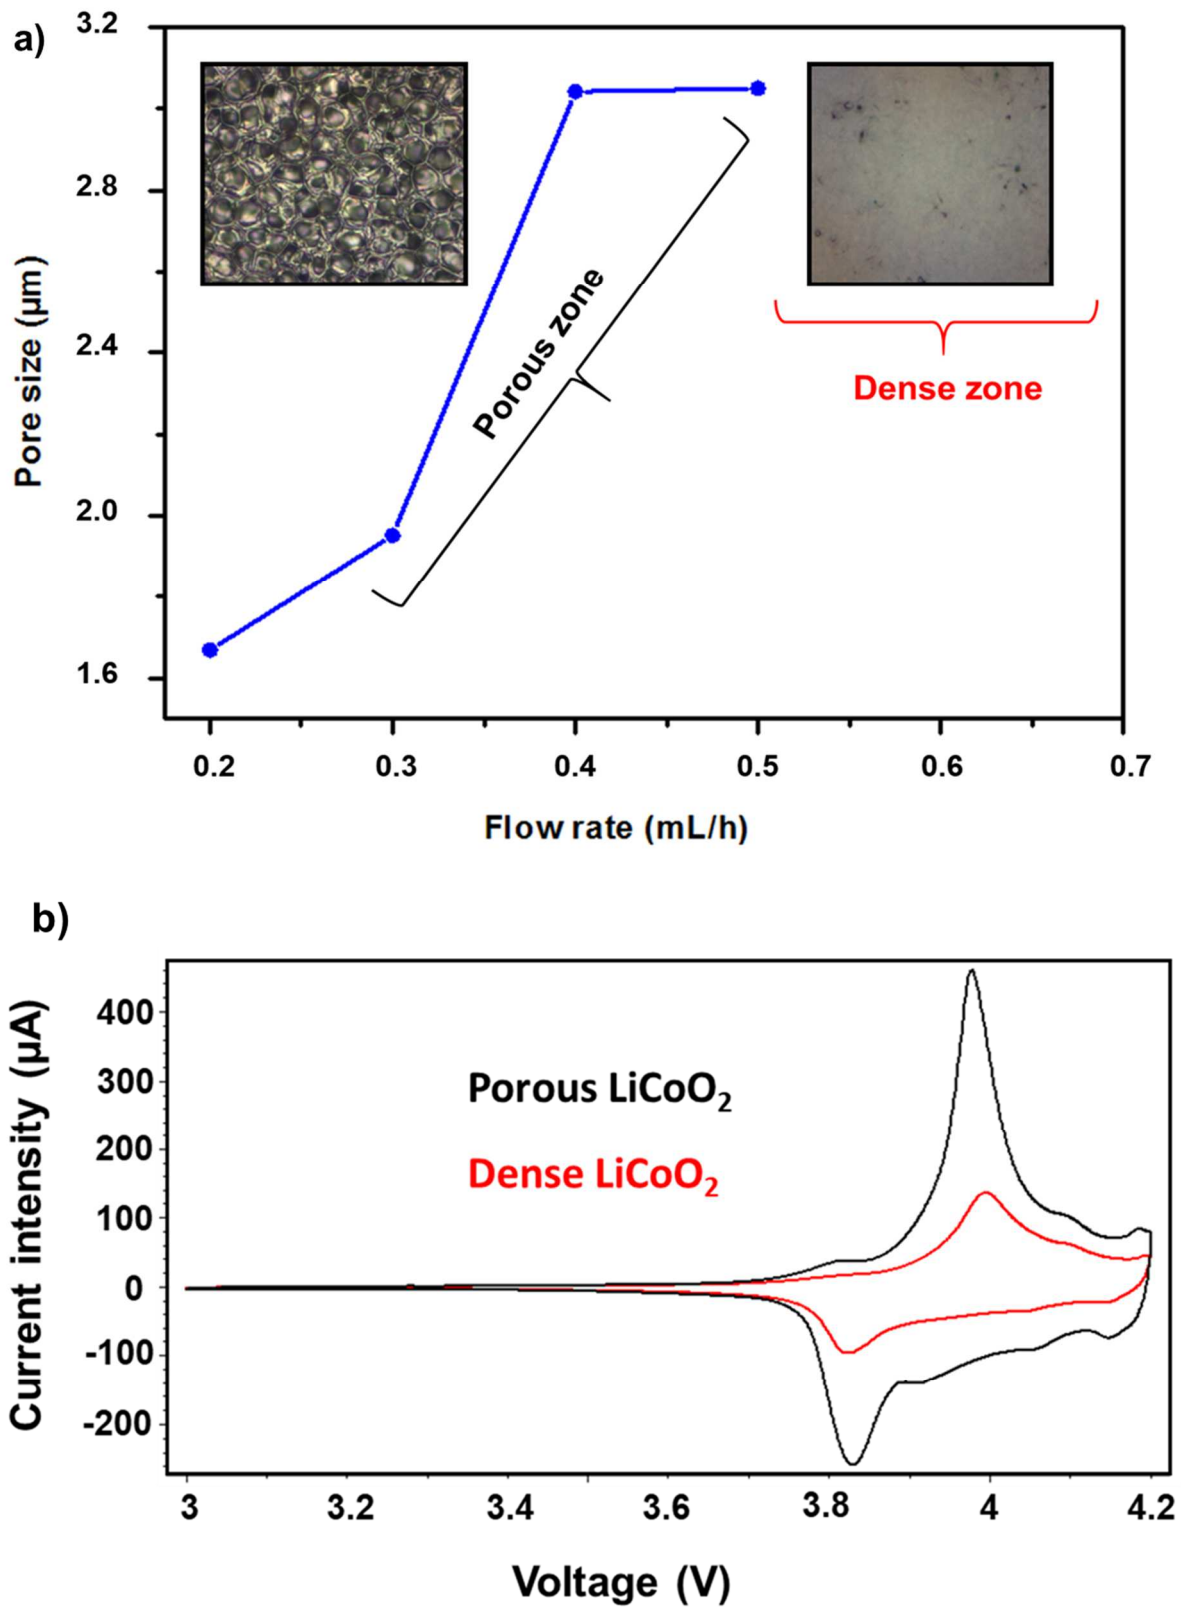 a)
3.2
2.8
2.4
2.0
1.6
Pore size (µm)
Porous zone
Dense zone
0.2 0.3 0.4 0.5 0.6 0.7
Flow rate (mL/h)
b)
400
300
200
100
0
-100
-200
Current intensity (µA)
Porous LiCoO₂
Dense LiCoO₂
3 3.2 3.4 3.6 3.8 4 4.2
Voltage (V)